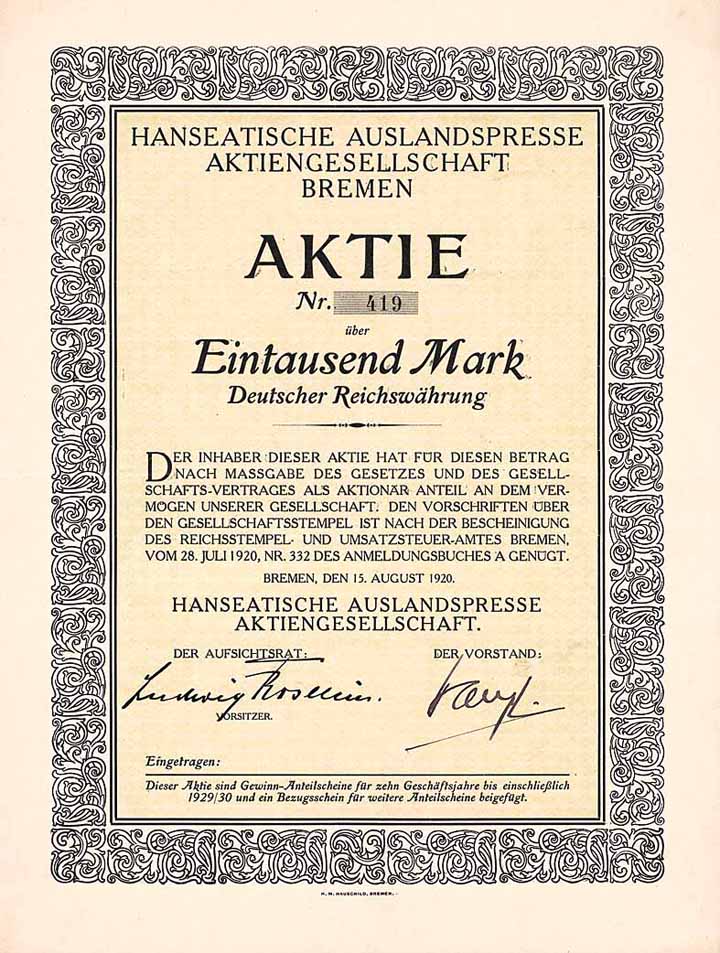 HANSEATISCHE AUSLANDSPRESSE
AKTIENGESELLSCHAFT
BREMEN
AKTIE
Nr. 419
über
Eintausend Mark
Deutscher Reichswährung
DER INHABER DIESER AKTIE HAT FÜR DIESEN BETRAG
NACH MASSGABE DES GESETZES UND DES GESELL-
SCHAFTS-VERTRAGES ALS AKTIONÄR ANTEIL AN DEM VER-
MÖGEN UNSERER GESELLSCHAFT. DEN VORSCHRIFTEN ÜBER
DEN GESELLSCHAFTSSTEMPEL IST NACH DER BESCHEINIGUNG
DES REICHSSTEMPEL- UND UMSATZSTEUER-AMTES BREMEN,
VOM 28. JULI 1920, NR. 332 DES ANMELDUNGSBUCHES A GENÜGT.
BREMEN, DEN 15. AUGUST 1920.
HANSEATISCHE AUSLANDSPRESSE
AKTIENGESELLSCHAFT.
DER AUFSICHTSRAT: DER VORSTAND:
Ludwig Roselius.
VORSITZER.
Eingetragen:
Dieser Aktie sind Gewinn-Anteilscheine für zehn Geschäftsjahre bis einschließlich
1929/30 und ein Bezugsschein für weitere Anteilscheine beigefügt.
H. M. HAUSCHILD, BREMEN.